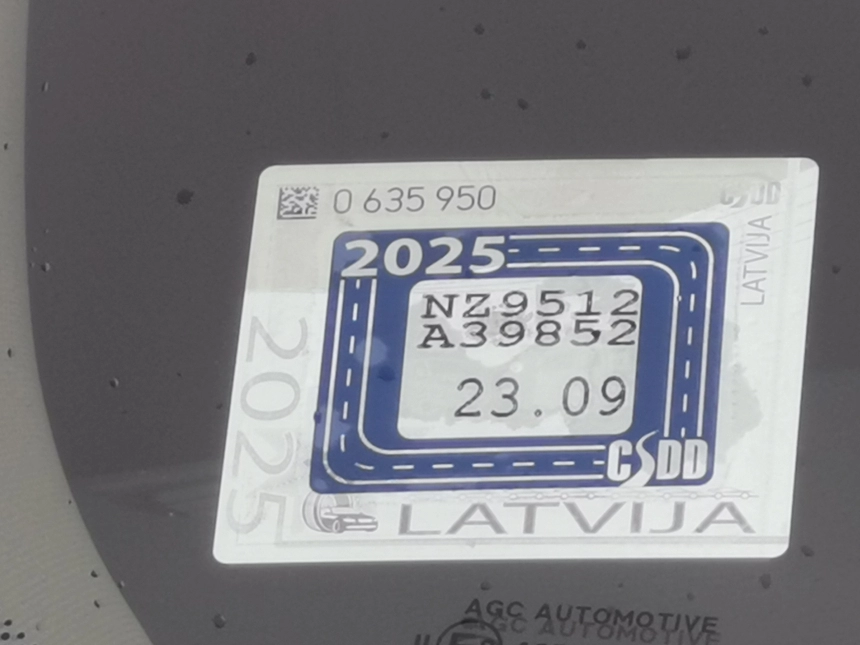 0 635 950
CSDD
LATVIJA
2025
NZ9512
A39852
23.09
2025
CSDD
LATVIJA
AGC AUTOMOTIVE